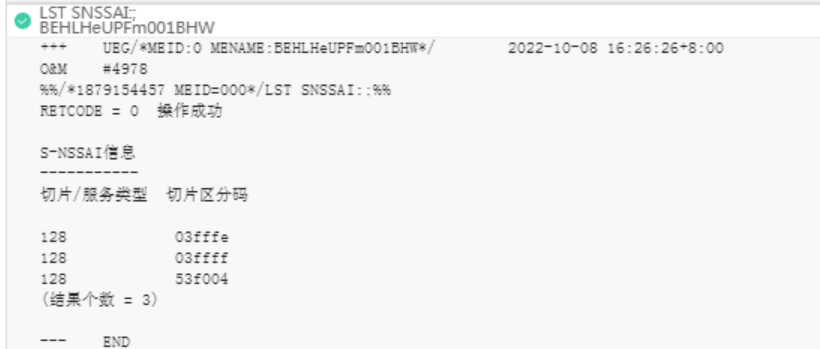 LST SNSSAI:;
BEHLHeUPFm001BHW
+++    UEG/*MEID:0 MENAME:BEHLHeUPFm001BHW*/        2022-10-08 16:26:26+8:00
O&M    #4978
%%/*1879154457 MEID=000*/LST SNSSAI:;%%
RETCODE = 0  操作成功
S-NSSAI信息
-----------
切片/服务类型  切片区分码
128             03fffe
128             03ffff
128             53f004
(结果个数 = 3)
---    END